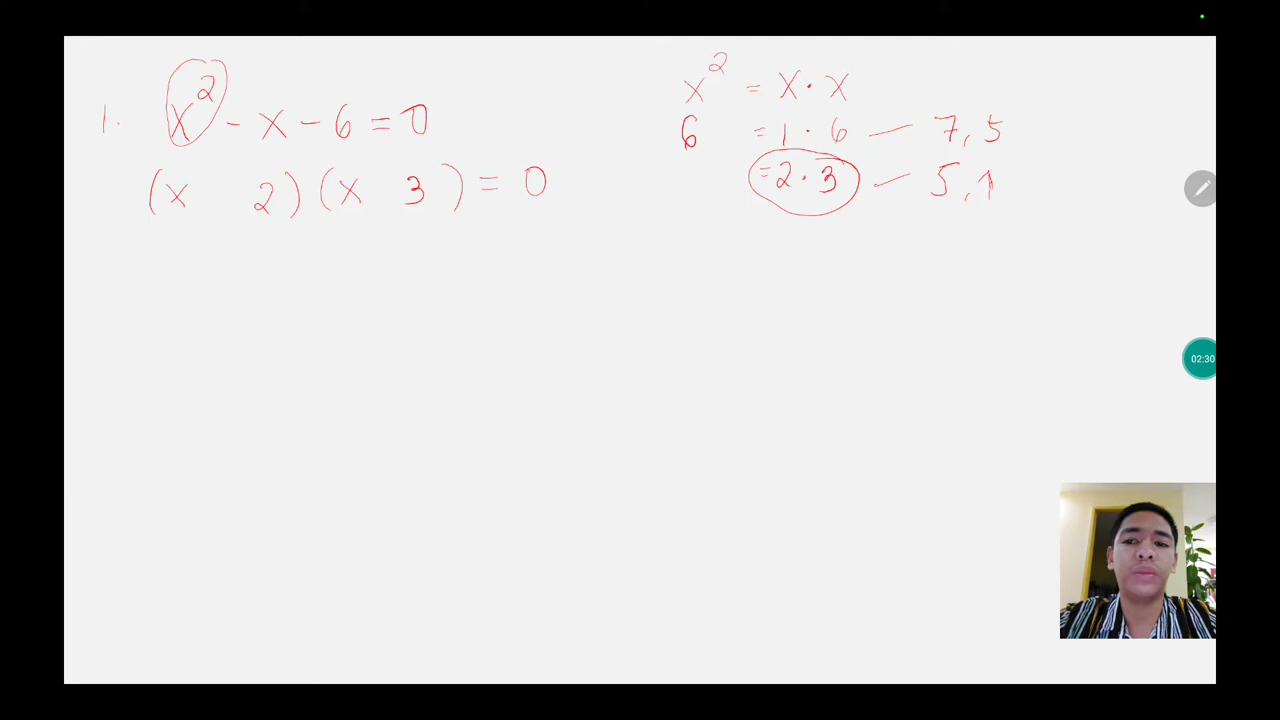 1. x² - x - 6 = 0
(x 2)(x 3) = 0
x² = x · x
6 = 1 · 6 — 7, 5
= 2 · 3 — 5, 1
02:30